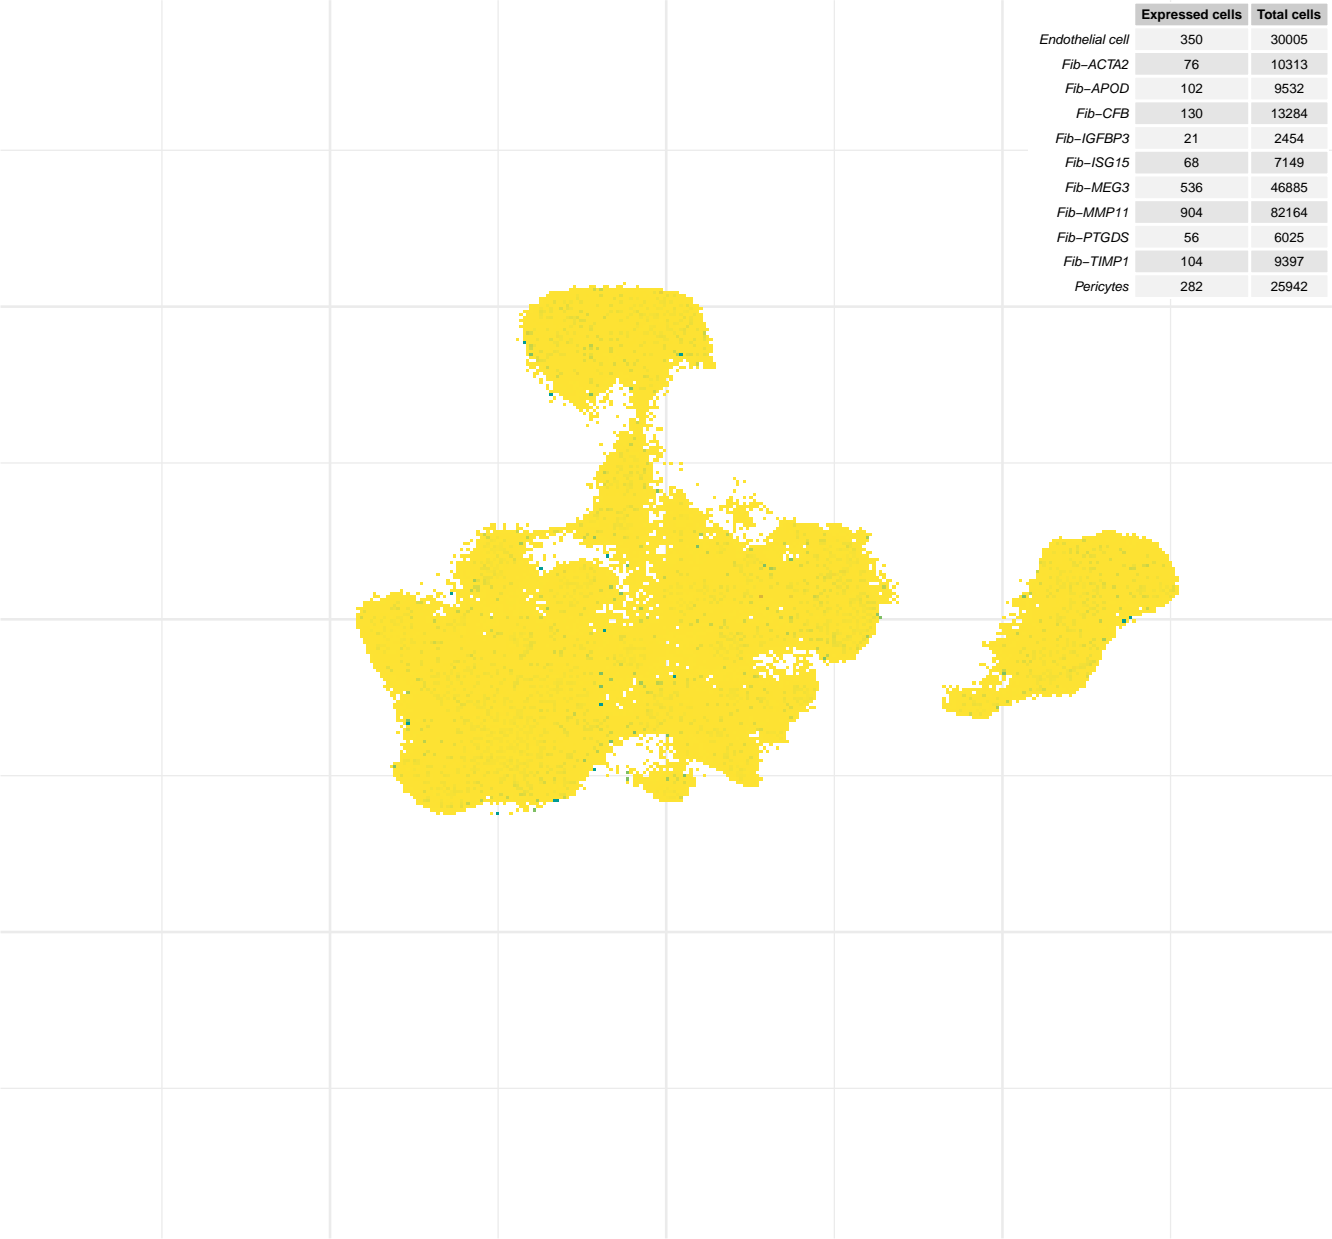 Expressed cells Total cells
Endothelial cell 350 30005
Fib−ACTA2 76 10313
Fib−APOD 102 9532
Fib−CFB 130 13284
Fib−IGFBP3 21 2454
Fib−ISG15 68 7149
Fib−MEG3 536 46885
Fib−MMP11 904 82164
Fib−PTGDS 56 6025
Fib−TIMP1 104 9397
Pericytes 282 25942